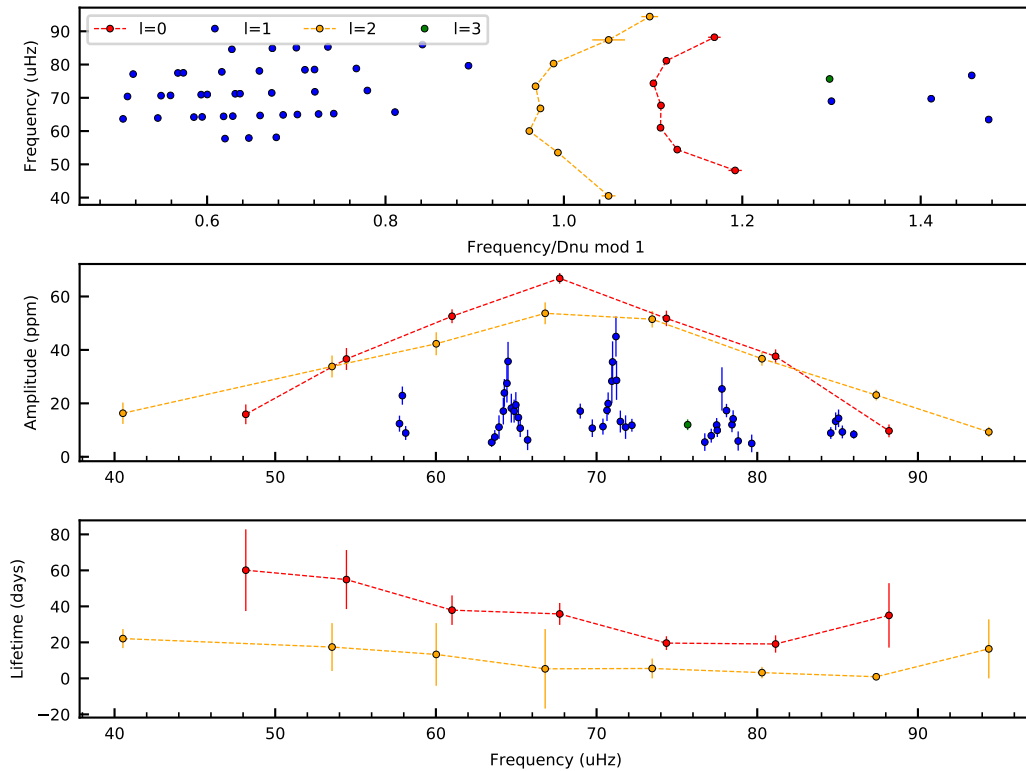 l=0 l=1 l=2 l=3
Frequency (uHz)
90
80
70
60
50
40
0.6 0.8 1.0 1.2 1.4
Frequency/Dnu mod 1
Amplitude (ppm)
60
40
20
0
40 50 60 70 80 90
Lifetime (days)
80
60
40
20
0
−20
40 50 60 70 80 90
Frequency (uHz)